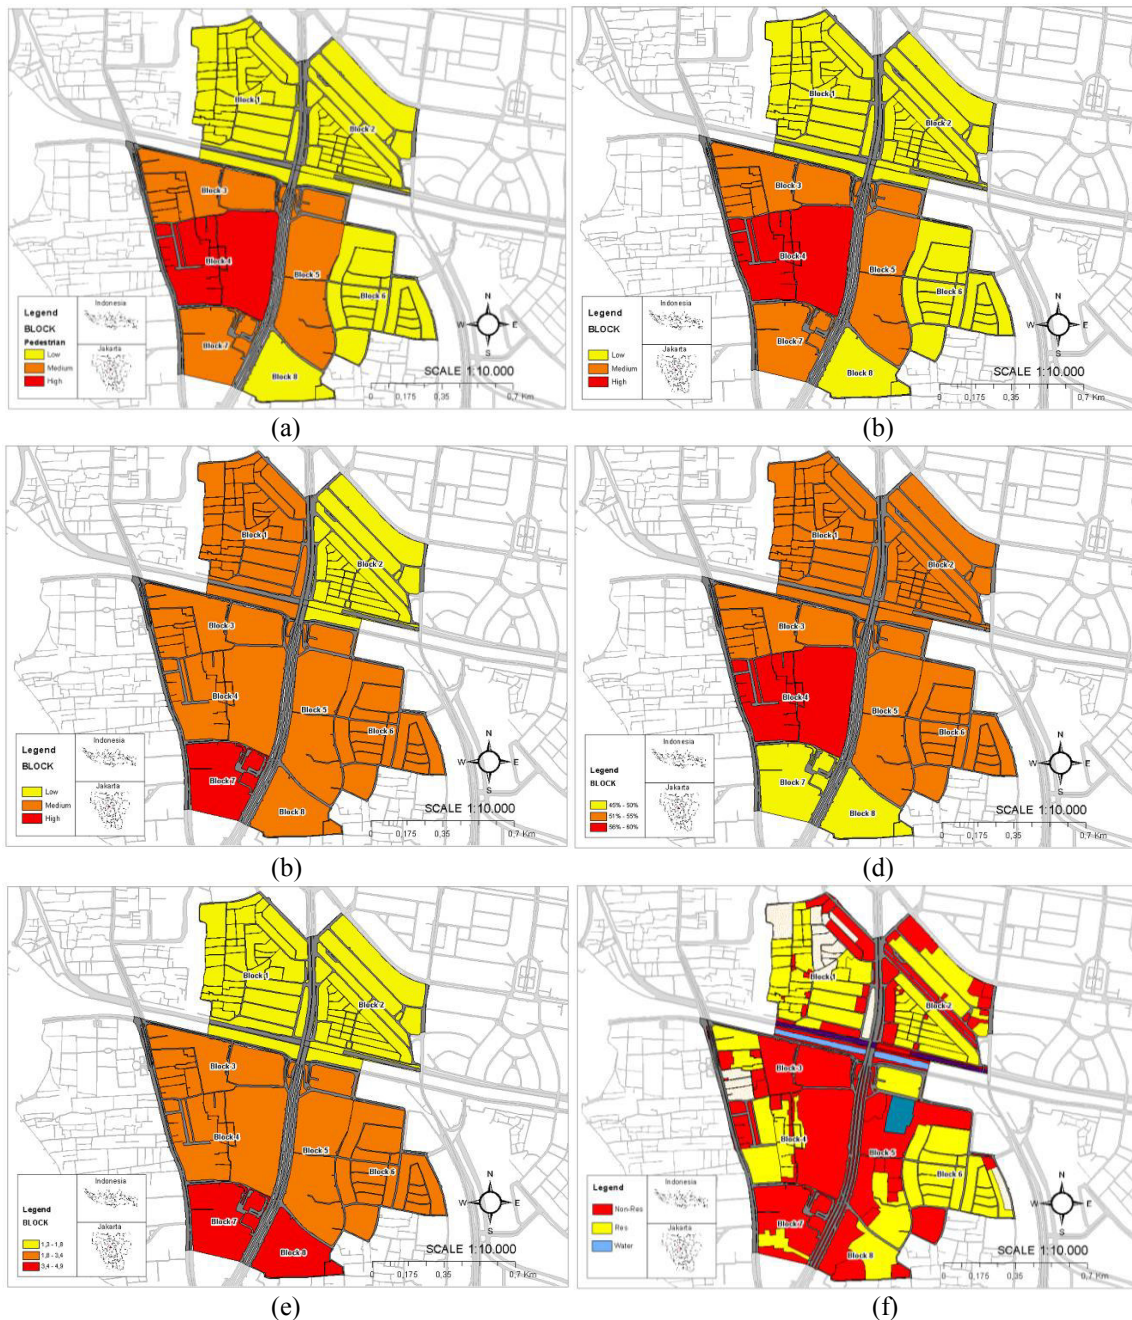 Block 1
Block 2
Block 3
Block 4
Block 5
Block 6
Block 7
Block 8
Legend
BLOCK
Pedestrian
Low
Medium
High
Indonesia
Jakarta
N
W E
S
SCALE 1:10.000
0 0,175 0,35 0,7 Km
(a)
Block 1
Block 2
Block 3
Block 4
Block 5
Block 6
Block 7
Block 8
Legend
BLOCK
Low
Medium
High
Indonesia
Jakarta
N
W E
S
SCALE 1:10.000
0 0,175 0,35 0,7 Km
(b)
Block 1
Block 2
Block 3
Block 4
Block 5
Block 6
Block 7
Block 8
Legend
BLOCK
Low
Medium
High
Indonesia
Jakarta
N
W E
S
SCALE 1:10.000
0 0,175 0,35 0,7 Km
(b)
Block 1
Block 2
Block 3
Block 4
Block 5
Block 6
Block 7
Block 8
Legend
BLOCK
45% - 50%
51% - 55%
56% - 60%
Indonesia
Jakarta
N
W E
S
SCALE 1:10.000
0 0,175 0,35 0,7 Km
(d)
Block 1
Block 2
Block 3
Block 4
Block 5
Block 6
Block 7
Block 8
Legend
BLOCK
1,3 - 1,8
1,8 - 3,4
3,4 - 4,9
Indonesia
Jakarta
N
W E
S
SCALE 1:10.000
0 0,175 0,35 0,7 Km
(e)
Block 1
Block 2
Block 3
Block 4
Block 5
Block 6
Block 7
Block 8
Legend
Non-Res
Res
Water
Indonesia
Jakarta
N
W E
S
SCALE 1:10.000
0 0,175 0,35 0,7 Km
(f)